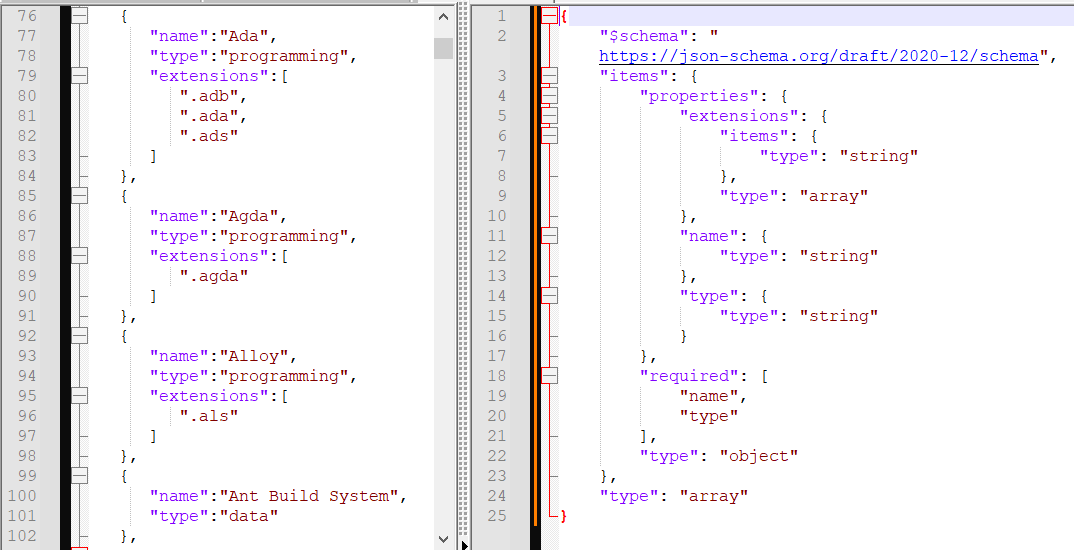 76 {
77 "name":"Ada",
78 "type":"programming",
79 "extensions":[
80 ".adb",
81 ".ada",
82 ".ads"
83 ]
84 },
85 {
86 "name":"Agda",
87 "type":"programming",
88 "extensions":[
89 ".agda"
90 ]
91 },
92 {
93 "name":"Alloy",
94 "type":"programming",
95 "extensions":[
96 ".als"
97 ]
98 },
99 {
100 "name":"Ant Build System",
101 "type":"data"
102 },
1 {
2 "$schema": "
https://json-schema.org/draft/2020-12/schema",
3 "items": {
4 "properties": {
5 "extensions": {
6 "items": {
7 "type": "string"
8 },
9 "type": "array"
10 },
11 "name": {
12 "type": "string"
13 },
14 "type": {
15 "type": "string"
16 }
17 },
18 "required": [
19 "name",
20 "type"
21 ],
22 "type": "object"
23 },
24 "type": "array"
25 }